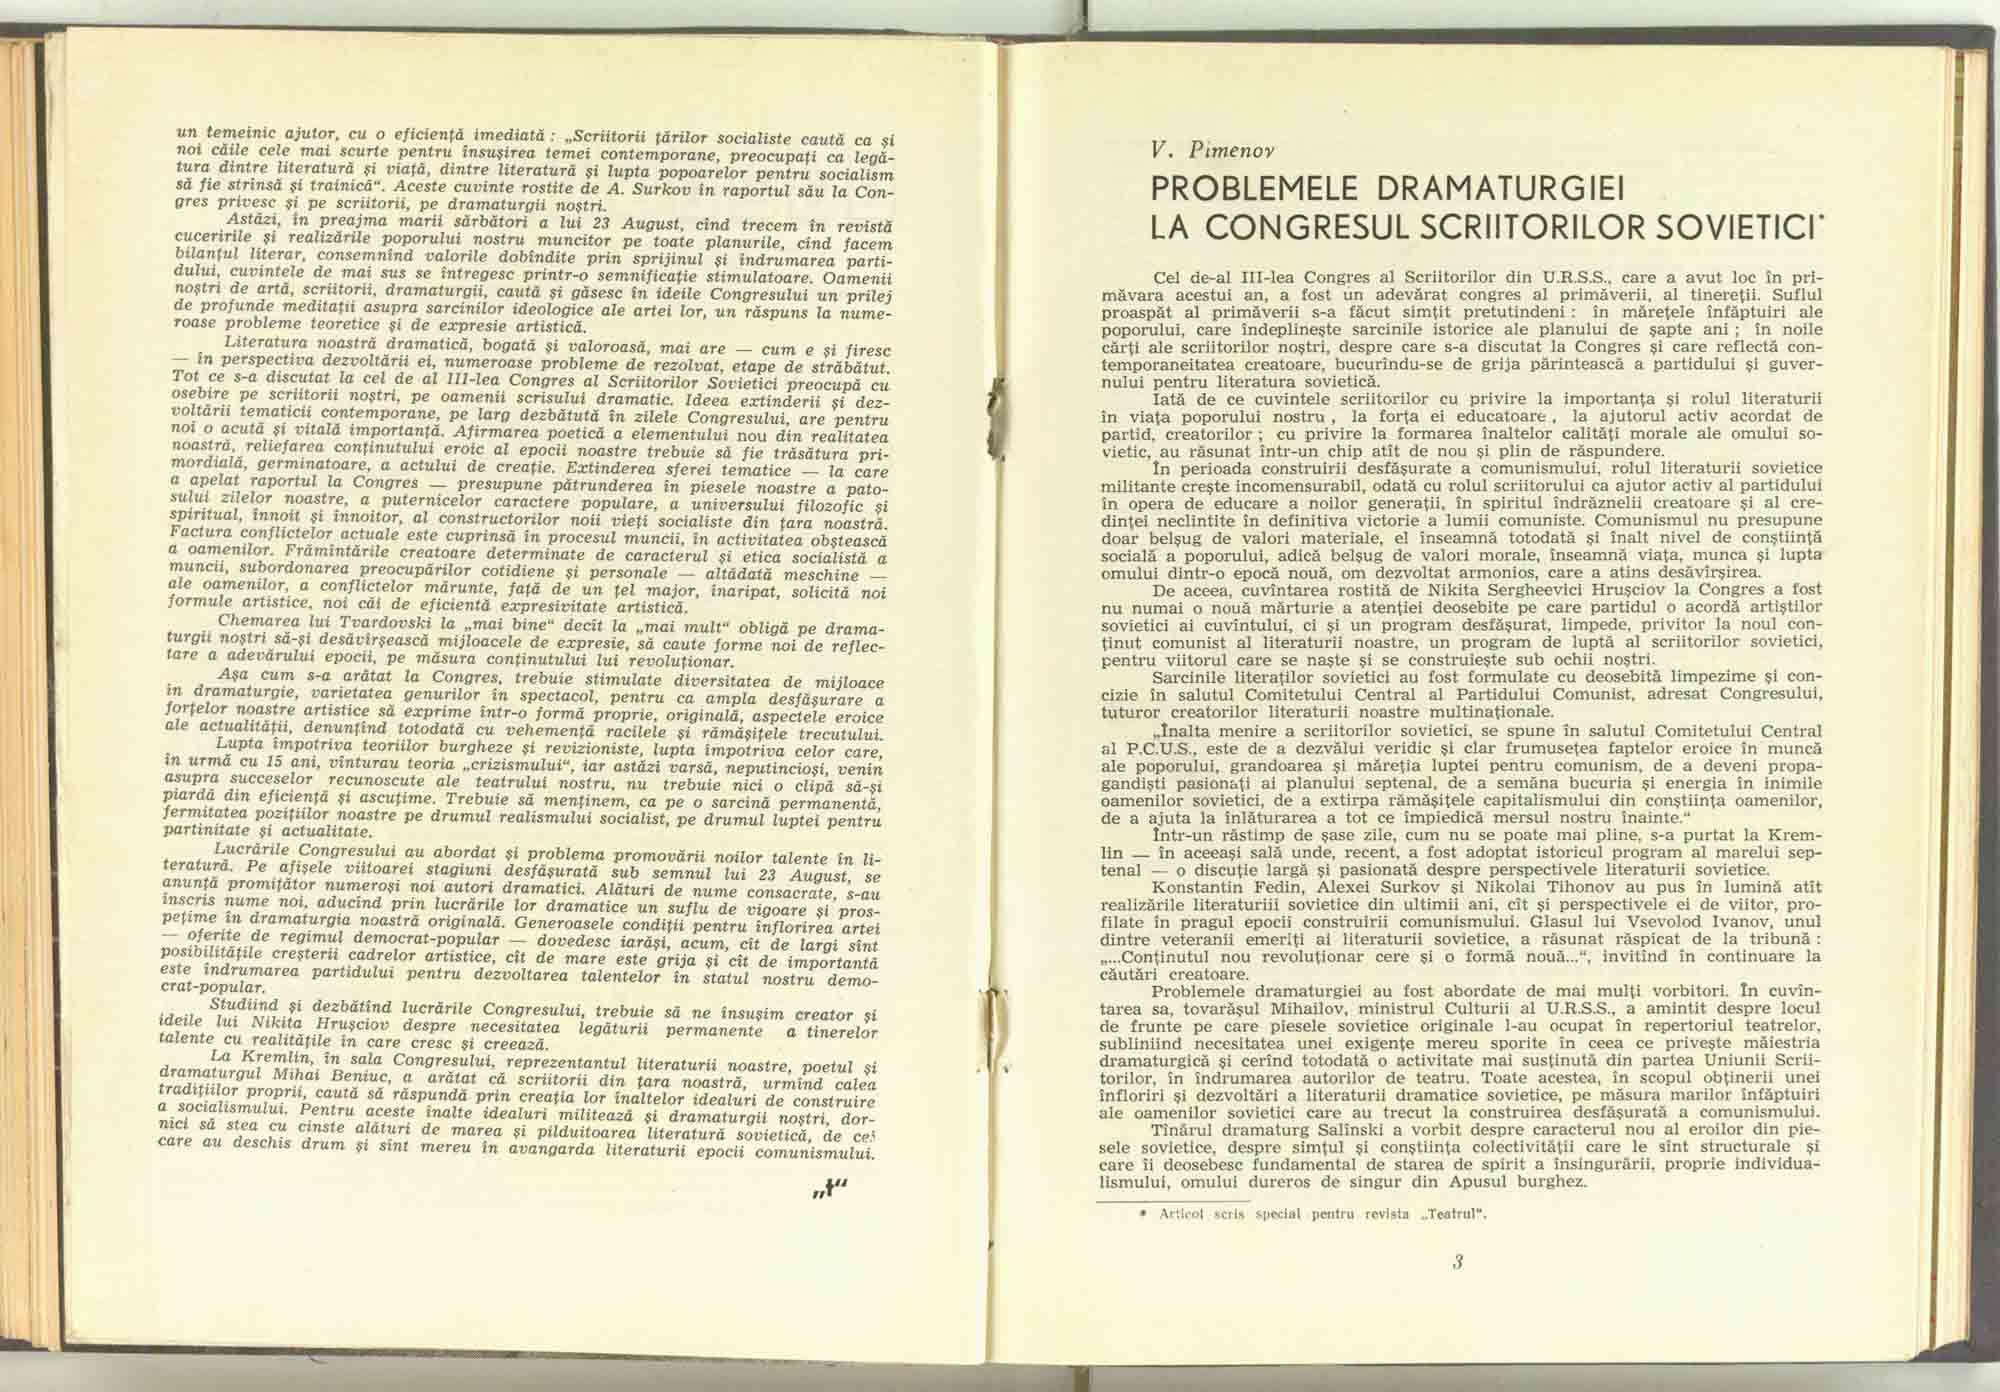 un temeinic ajutor, cu o eficiență imediată : „Scriitorii țărilor socialiste caută ca și
noi căile cele mai scurte pentru însușirea temei contemporane, preocupați ca legă-
tura dintre literatură și viață, dintre literatură și lupta popoarelor pentru socialism
să fie strînsă și trainică“. Aceste cuvinte rostite de A. Surkov în raportul său la Con-
gres privesc și pe scriitorii, pe dramaturgii noștri.
Astăzi, în preajma marii sărbători a lui 23 August, cînd trecem în revistă
cuceririle și realizările poporului nostru muncitor pe toate planurile, cînd facem
bilanțul literar, consemnînd valorile dobîndite prin sprijinul și îndrumarea parti-
dului, cuvintele de mai sus se întregesc printr-o semnificație stimulatoare. Oamenii
noștri de artă, scriitorii, dramaturgii, caută și găsesc în ideile Congresului un prilej
de profunde meditații asupra sarcinilor ideologice ale artei lor, un răspuns la nume-
roase probleme teoretice și de expresie artistică.
Literatura noastră dramatică, bogată și valoroasă, mai are — cum e și firesc
— în perspectiva dezvoltării ei, numeroase probleme de rezolvat, etape de străbătut.
Tot ce s-a discutat la cel de al III-lea Congres al Scriitorilor Sovietici preocupă cu
osebire pe scriitorii noștri, pe oamenii scrisului dramatic. Ideea extinderii și dez-
voltării tematicii contemporane, pe larg dezbătută în zilele Congresului, are pentru
noi o acută și vitală importanță. Afirmarea poetică a elementului nou din realitatea
noastră, reliefarea conținutului eroic al epocii noastre trebuie să fie trăsătura pri-
mordială, germinatoare, a actului de creație. Extinderea sferei tematice — la care
a apelat raportul la Congres — presupune pătrunderea în piesele noastre a pato-
sului zilelor noastre, a puternicelor caractere populare, a universului filozofic și
spiritual, înnoit și înnoitor, al constructorilor noii vieți socialiste din țara noastră.
Factura conflictelor actuale este cuprinsă în procesul muncii, în activitatea obștească
a oamenilor. Frămîntările creatoare determinate de caracterul și etica socialistă a
muncii, subordonarea preocupărilor cotidiene și personale — altădată meschine —
ale oamenilor, a conflictelor mărunte, față de un țel major, înaripat, solicită noi
formule artistice, noi căi de eficientă expresivitate artistică.
Chemarea lui Tvardovski la „mai bine“ decît la „mai mult“ obligă pe drama-
turgii noștri să-și desăvîrșească mijloacele de expresie, să caute forme noi de reflec-
tare a adevărului epocii, pe măsura conținutului lui revoluționar.
Așa cum s-a arătat la Congres, trebuie stimulate diversitatea de mijloace
în dramaturgie, varietatea genurilor în spectacol, pentru ca ampla desfășurare a
forțelor noastre artistice să exprime într-o formă proprie, originală, aspectele eroice
ale actualității, denunțînd totodată cu vehemență racilele și rămășițele trecutului.
Lupta împotriva teoriilor burgheze și revizioniste, lupta împotriva celor care,
în urmă cu 15 ani, vînturau teoria „crizismului“, iar astăzi varsă, neputincioși, venin
asupra succeselor recunoscute ale teatrului nostru, nu trebuie nici o clipă să-și
piardă din eficiență și ascuțime. Trebuie să menținem, ca pe o sarcină permanentă,
fermitatea pozițiilor noastre pe drumul realismului socialist, pe drumul luptei pentru
partinitate și actualitate.
Lucrările Congresului au abordat și problema promovării noilor talente în li-
teratură. Pe afișele viitoarei stagiuni desfășurată sub semnul lui 23 August, se
anunță promițător numeroși noi autori dramatici. Alături de nume consacrate, s-au
înscris nume noi, aducînd prin lucrările lor dramatice un suflu de vigoare și pros-
pețime în dramaturgia noastră originală. Generoasele condiții pentru înflorirea artei
— oferite de regimul democrat-popular — dovedesc iarăși, acum, cît de largi sînt
posibilitățile creșterii cadrelor artistice, cît de mare este grija și cît de importantă
este îndrumarea partidului pentru dezvoltarea talentelor în statul nostru demo-
crat-popular.
Studiind și dezbătînd lucrările Congresului, trebuie să ne însușim creator și
ideile lui Nikita Hrușciov despre necesitatea legăturii permanente a tinerelor
talente cu realitățile în care cresc și creează.
La Kremlin, în sala Congresului, reprezentantul literaturii noastre, poetul și
dramaturgul Mihai Beniuc, a arătat că scriitorii din țara noastră, urmînd calea
tradițiilor proprii, caută să răspundă prin creația lor înaltelor idealuri de construire
a socialismului. Pentru aceste înalte idealuri militează și dramaturgii noștri, dor-
nici să stea cu cinste alături de marea și pilduitoarea literatură sovietică, de cei
care au deschis drum și sînt mereu în avangarda literaturii epocii comunismului.
„t“
V. Pimenov
PROBLEMELE DRAMATURGIEI
LA CONGRESUL SCRIITORILOR SOVIETICI*
Cel de-al III-lea Congres al Scriitorilor din U.R.S.S., care a avut loc în pri-
măvara acestui an, a fost un adevărat congres al primăverii, al tinereții. Suflul
proaspăt al primăverii s-a făcut simțit pretutindeni : în mărețele înfăptuiri ale
poporului, care îndeplinește sarcinile istorice ale planului de șapte ani ; în noile
cărți ale scriitorilor noștri, despre care s-a discutat la Congres și care reflectă con-
temporaneitatea creatoare, bucurîndu-se de grija părintească a partidului și guver-
nului pentru literatura sovietică.
Iată de ce cuvintele scriitorilor cu privire la importanța și rolul literaturii
în viața poporului nostru , la forța ei educatoare , la ajutorul activ acordat de
partid, creatorilor ; cu privire la formarea înaltelor calități morale ale omului so-
vietic, au răsunat într-un chip atît de nou și plin de răspundere.
În perioada construirii desfășurate a comunismului, rolul literaturii sovietice
militante crește incomensurabil, odată cu rolul scriitorului ca ajutor activ al partidului
în opera de educare a noilor generații, în spiritul îndrăznelii creatoare și al cre-
dinței neclintite în definitiva victorie a lumii comuniste. Comunismul nu presupune
doar belșug de valori materiale, el înseamnă totodată și înalt nivel de conștiință
socială a poporului, adică belșug de valori morale, înseamnă viața, munca și lupta
omului dintr-o epocă nouă, om dezvoltat armonios, care a atins desăvîrșirea.
De aceea, cuvîntarea rostită de Nikita Sergheevici Hrușciov la Congres a fost
nu numai o nouă mărturie a atenției deosebite pe care partidul o acordă artiștilor
sovietici ai cuvîntului, ci și un program desfășurat, limpede, privitor la noul con-
ținut comunist al literaturii noastre, un program de luptă al scriitorilor sovietici,
pentru viitorul care se naște și se construiește sub ochii noștri.
Sarcinile literaților sovietici au fost formulate cu deosebită limpezime și con-
cizie în salutul Comitetului Central al Partidului Comunist, adresat Congresului,
tuturor creatorilor literaturii noastre multinaționale.
„Înalta menire a scriitorilor sovietici, se spune în salutul Comitetului Central
al P.C.U.S., este de a dezvălui veridic și clar frumusețea faptelor eroice în muncă
ale poporului, grandoarea și măreția luptei pentru comunism, de a deveni propa-
gandiști pasionați ai planului septenal, de a semăna bucuria și energia în inimile
oamenilor sovietici, de a extirpa rămășițele capitalismului din conștiința oamenilor,
de a ajuta la înlăturarea a tot ce împiedică mersul nostru înainte.“
Într-un răstimp de șase zile, cum nu se poate mai pline, s-a purtat la Krem-
lin — în aceeași sală unde, recent, a fost adoptat istoricul program al marelui sep-
tenal — o discuție largă și pasionată despre perspectivele literaturii sovietice.
Konstantin Fedin, Alexei Surkov și Nikolai Tihonov au pus în lumină atît
realizările literaturiii sovietice din ultimii ani, cît și perspectivele ei de viitor, pro-
filate în pragul epocii construirii comunismului. Glasul lui Vsevolod Ivanov, unul
dintre veteranii emeriți ai literaturii sovietice, a răsunat răspicat de la tribună :
„...Conținutul nou revoluționar cere și o formă nouă...“, invitînd în continuare la
căutări creatoare.
Problemele dramaturgiei au fost abordate de mai mulți vorbitori. În cuvîn-
tarea sa, tovarășul Mihailov, ministrul Culturii al U.R.S.S., a amintit despre locul
de frunte pe care piesele sovietice originale l-au ocupat în repertoriul teatrelor,
subliniind necesitatea unei exigențe mereu sporite în ceea ce privește măiestria
dramaturgică și cerînd totodată o activitate mai susținută din partea Uniunii Scrii-
torilor, în îndrumarea autorilor de teatru. Toate acestea, în scopul obținerii unei
înfloriri și dezvoltări a literaturii dramatice sovietice, pe măsura marilor înfăptuiri
ale oamenilor sovietici care au trecut la construirea desfășurată a comunismului.
Tînărul dramaturg Salînski a vorbit despre caracterul nou al eroilor din pie-
sele sovietice, despre simțul și conștiința colectivității care le sînt structurale și
care îi deosebesc fundamental de starea de spirit a însingurării, proprie individua-
lismului, omului dureros de singur din Apusul burghez.
* Articol scris special pentru revista „Teatrul“.
3